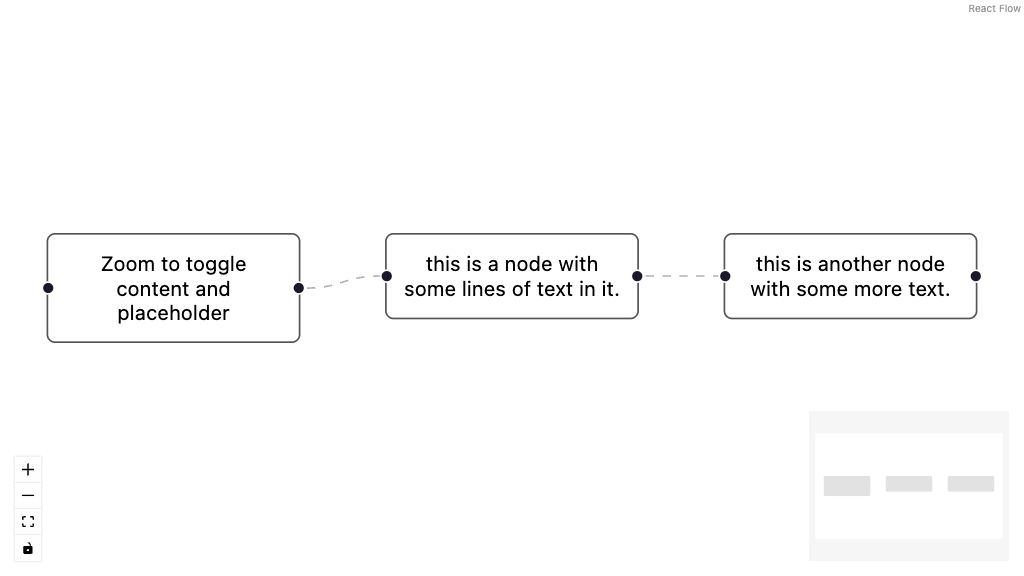 React Flow
Zoom to toggle
content and
placeholder
this is a node with
some lines of text in it.
this is another node
with some more text.